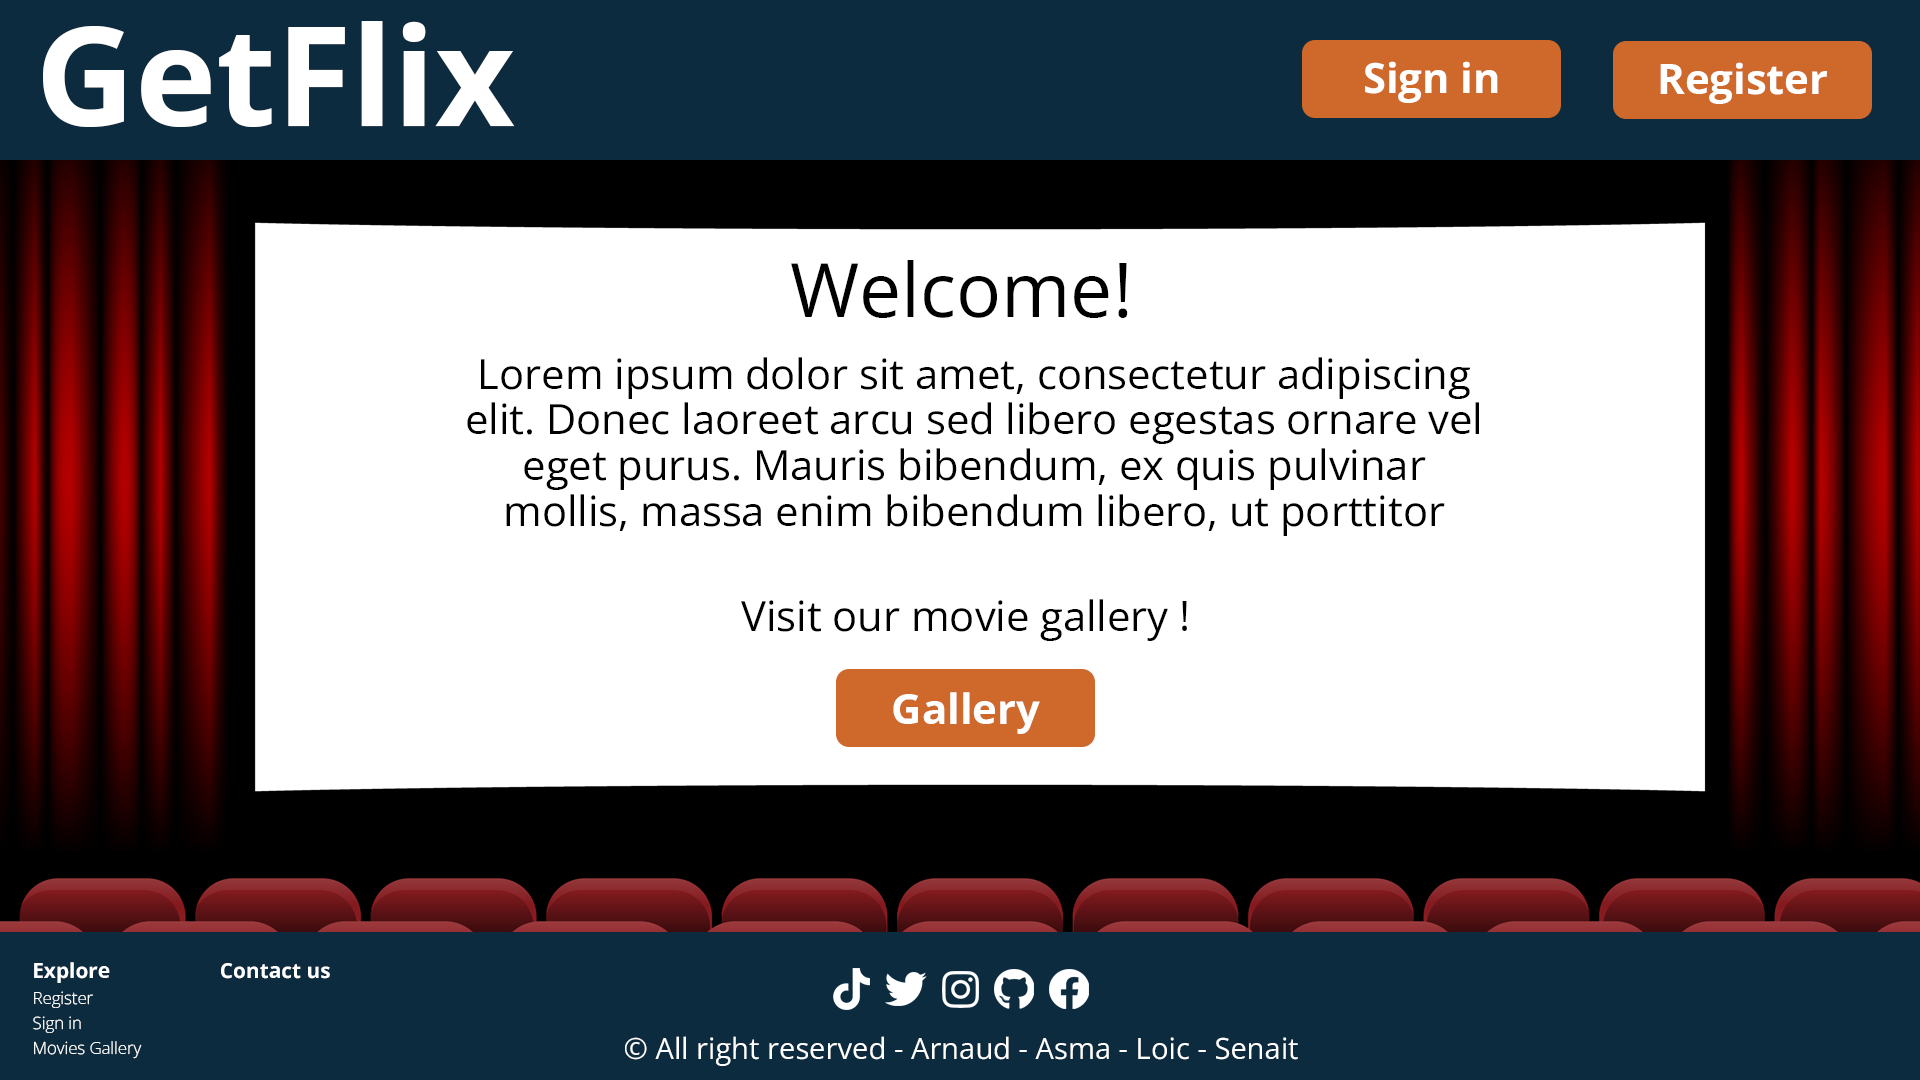 GetFlix
Sign in
Register
Welcome!
Lorem ipsum dolor sit amet, consectetur adipiscing
elit. Donec laoreet arcu sed libero egestas ornare vel
eget purus. Mauris bibendum, ex quis pulvinar
mollis, massa enim bibendum libero, ut porttitor
Visit our movie gallery !
Gallery
Explore
Register
Sign in
Movies Gallery
Contact us
© All right reserved - Arnaud - Asma - Loic - Senait